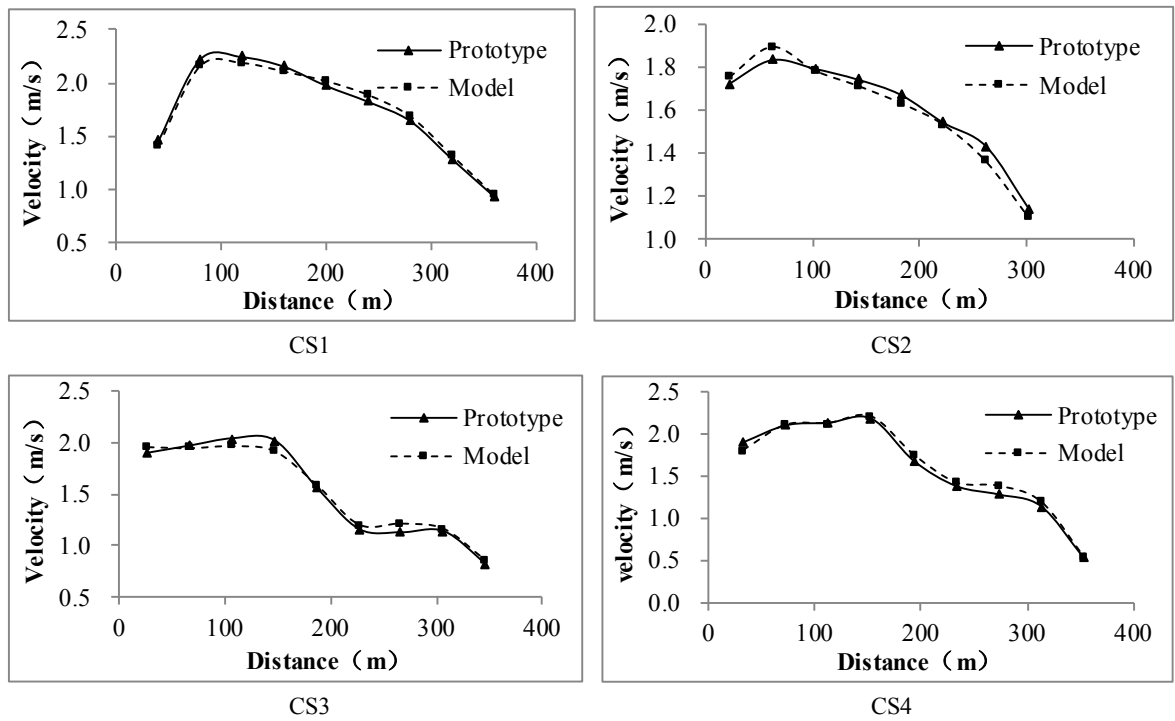 2.5
2.0
1.5
1.0
0.5
Velocity（m/s）
0 100 200 300 400
Distance（m）
Prototype
Model
CS1
2.0
1.8
1.6
1.4
1.2
1.0
Velocity（m/s）
0 100 200 300 400
Distance（m）
Prototype
Model
CS2
2.5
2.0
1.5
1.0
0.5
Velocity（m/s）
0 100 200 300 400
Distance（m）
Prototype
Model
CS3
2.5
2.0
1.5
1.0
0.5
0.0
velocity（m/s）
0 100 200 300 400
Distance（m）
Prototype
Model
CS4